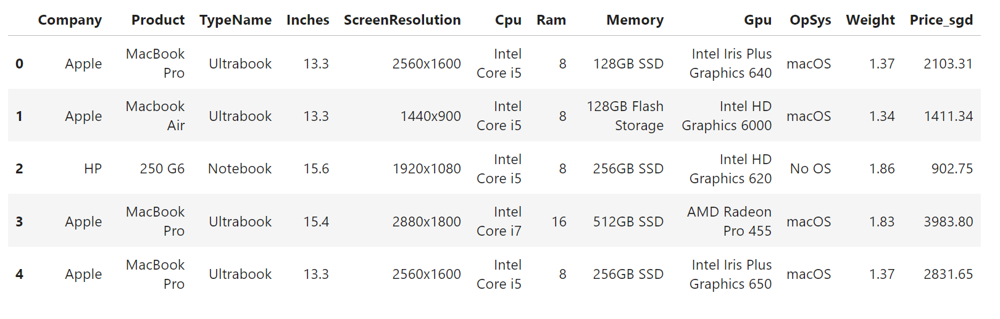 Company Product TypeName Inches ScreenResolution Cpu Ram Memory Gpu OpSys Weight Price_sgd
0 Apple MacBook Pro Ultrabook 13.3 2560x1600 Intel Core i5 8 128GB SSD Intel Iris Plus Graphics 640 macOS 1.37 2103.31
1 Apple Macbook Air Ultrabook 13.3 1440x900 Intel Core i5 8 128GB Flash Storage Intel HD Graphics 6000 macOS 1.34 1411.34
2 HP 250 G6 Notebook 15.6 1920x1080 Intel Core i5 8 256GB SSD Intel HD Graphics 620 No OS 1.86 902.75
3 Apple MacBook Pro Ultrabook 15.4 2880x1800 Intel Core i7 16 512GB SSD AMD Radeon Pro 455 macOS 1.83 3983.80
4 Apple MacBook Pro Ultrabook 13.3 2560x1600 Intel Core i5 8 256GB SSD Intel Iris Plus Graphics 650 macOS 1.37 2831.65